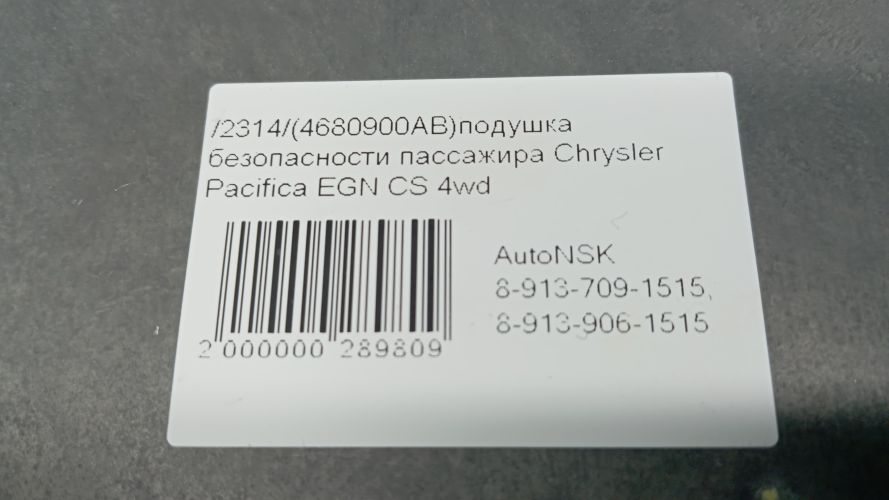 /2314/(4680900AB)подушка
безопасности пассажира Chrysler
Pacifica EGN CS 4wd
AutoNSK
8-913-709-1515,
8-913-906-1515
2 000000 289809